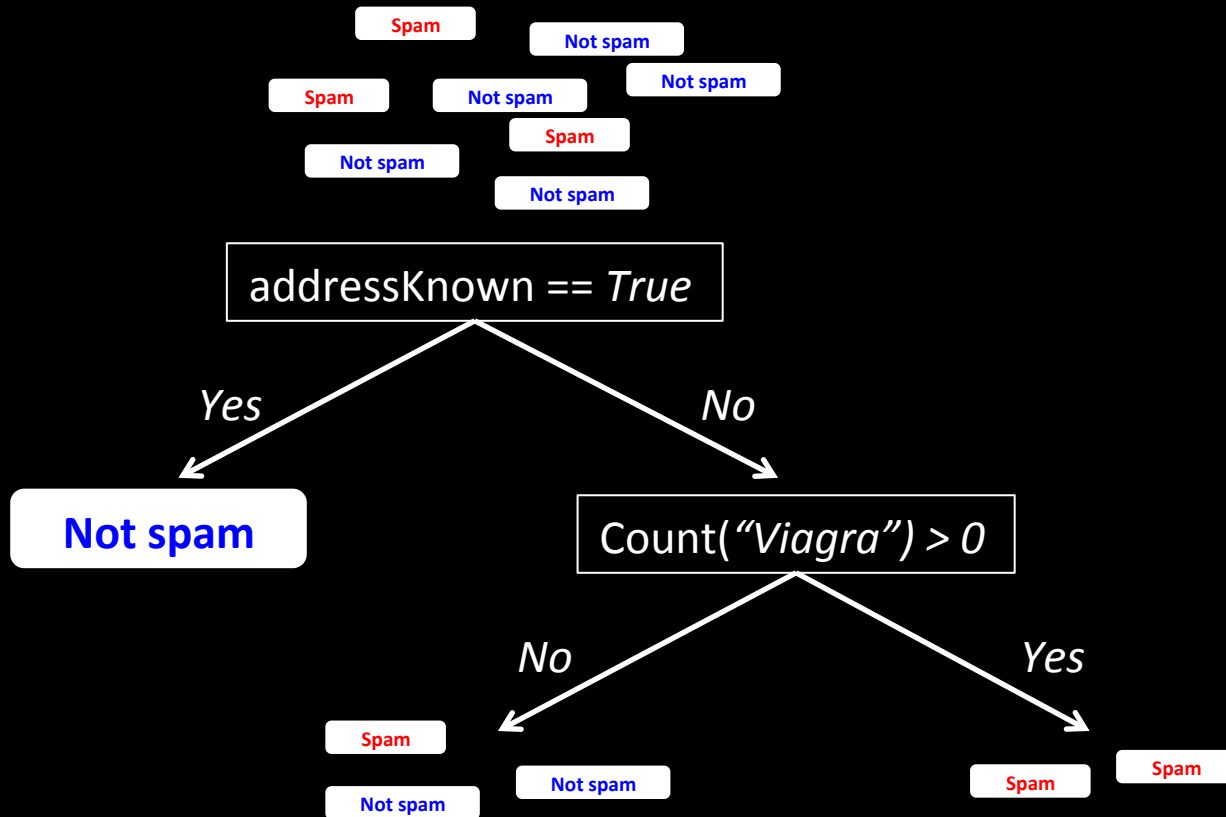 Spam
Not spam
Not spam
Spam
Not spam
Spam
Not spam
Not spam
addressKnown == True
Yes
No
Not spam
Count(“Viagra”) > 0
No
Yes
Spam
Not spam
Not spam
Spam
Spam